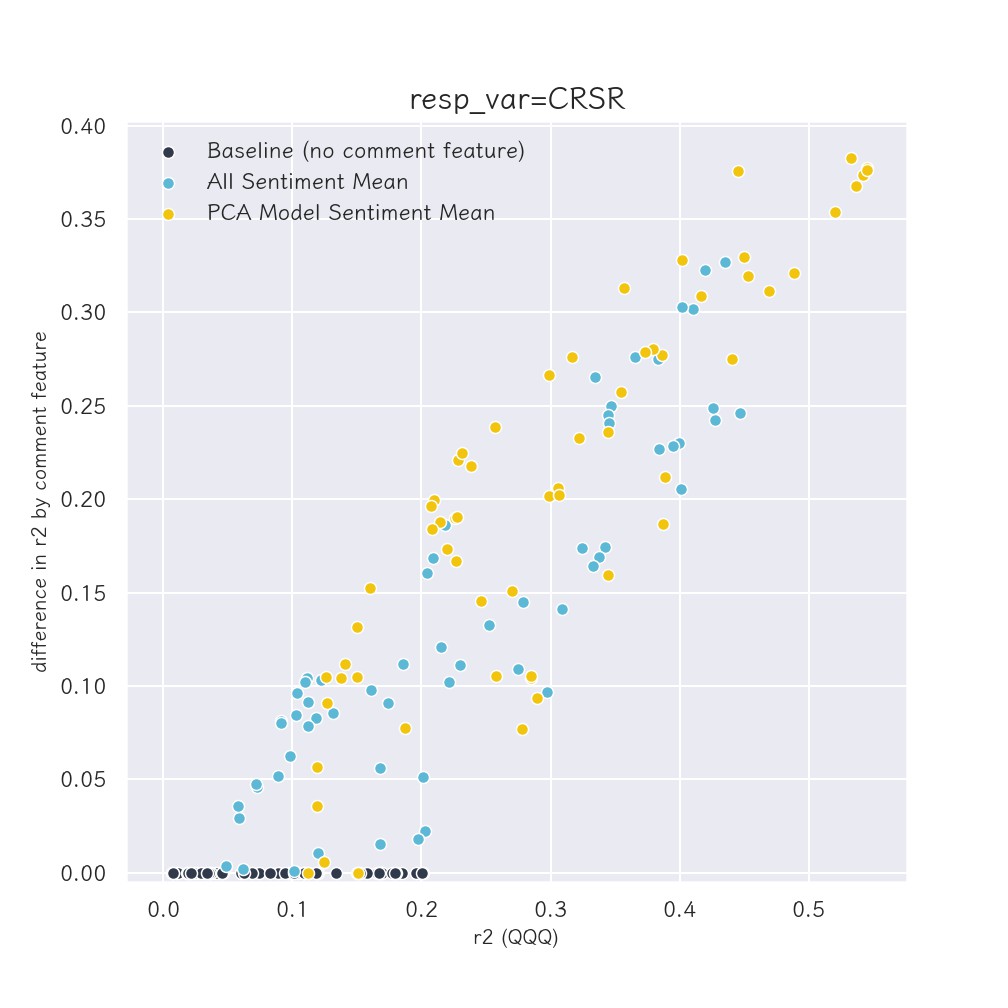 resp_var=CRSR
Baseline (no comment feature)
All Sentiment Mean
PCA Model Sentiment Mean
difference in r2 by comment feature
0.40
0.35
0.30
0.25
0.20
0.15
0.10
0.05
0.00
0.0 0.1 0.2 0.3 0.4 0.5
r2 (QQQ)